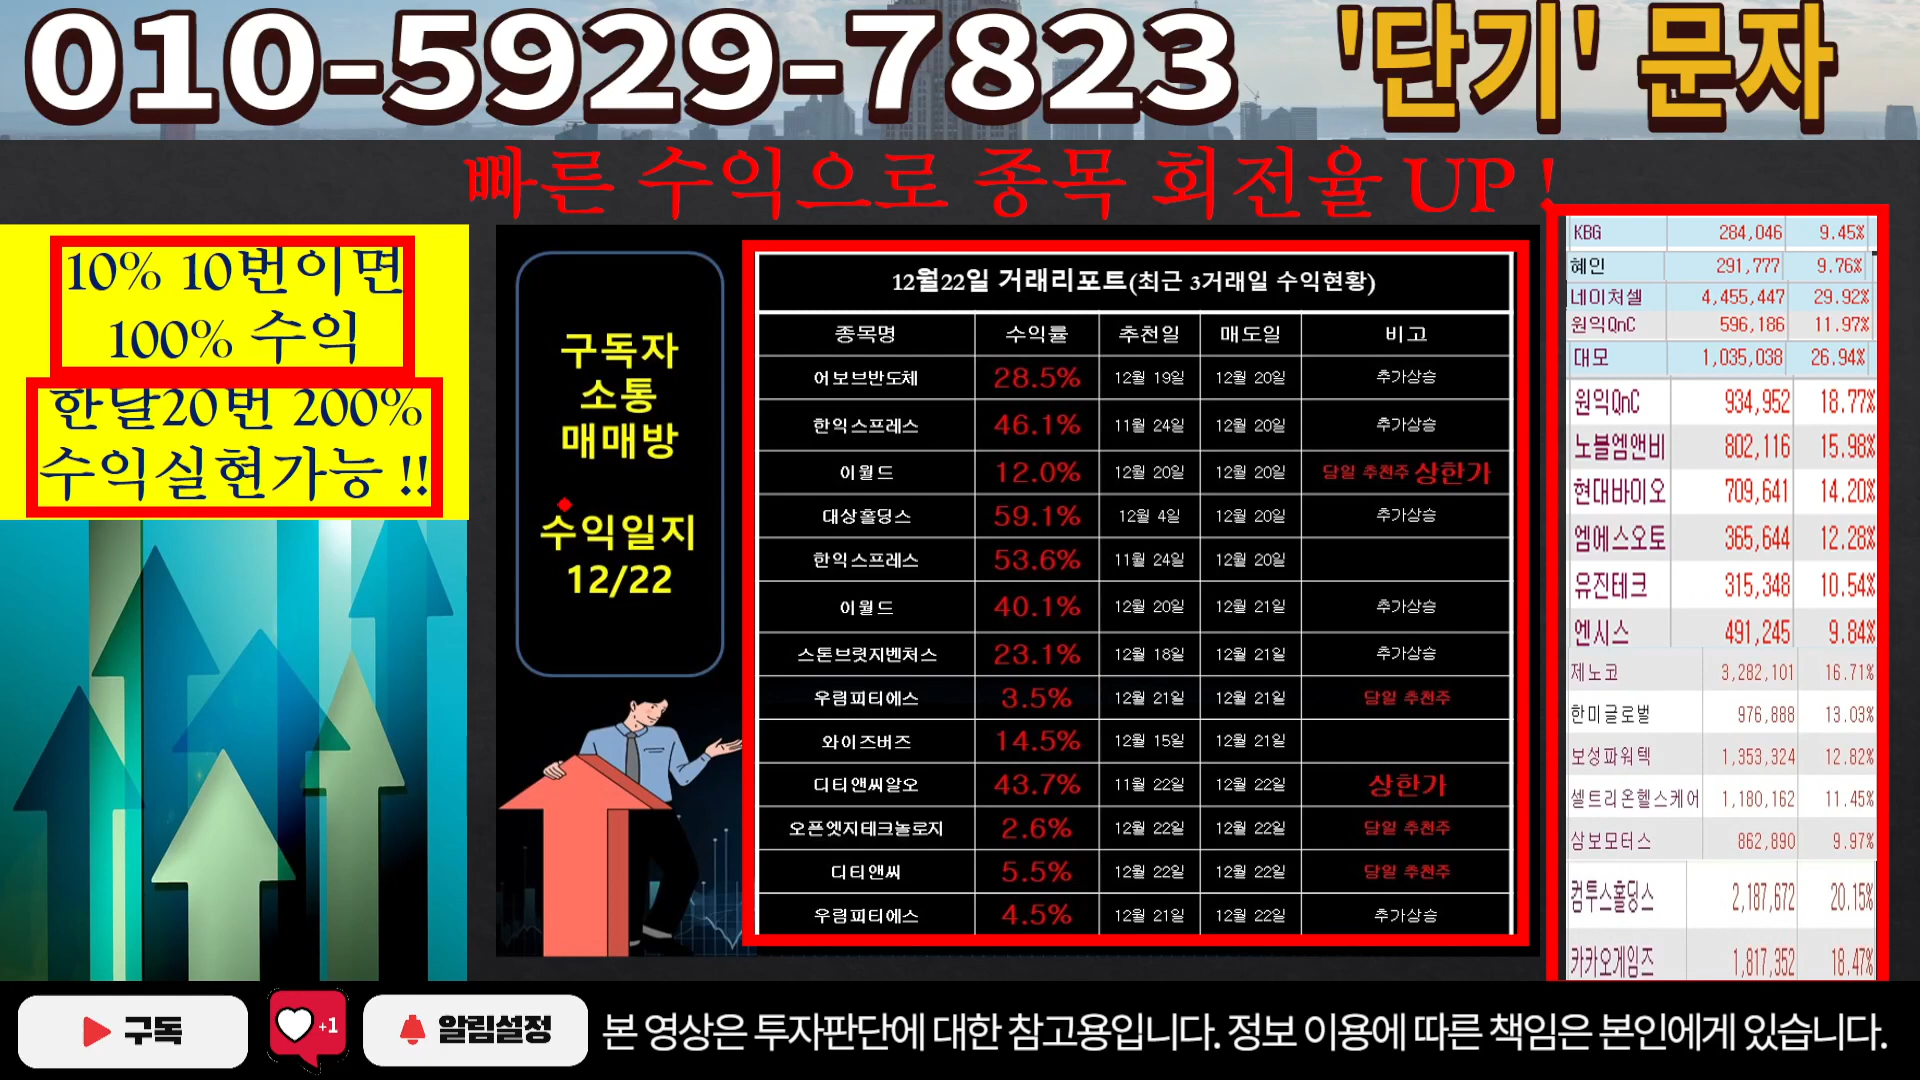 010-5929-7823 '단기' 문자
빠른 수익으로 종목 회전율 UP !
10% 10번이면
100% 수익
한달20번 200%
수익실현가능 !!
구독자
소통
매매방
수익일지
12/22
12월22일 거래리포트(최근 3거래일 수익현황)
종목명 수익률 추천일 매도일 비고
어보브반도체 28.5% 12월 19일 12월 20일 추가상승
한익스프레스 46.1% 11월 24일 12월 20일 추가상승
이월드 12.0% 12월 20일 12월 20일 당일 추천주 상한가
대상홀딩스 59.1% 12월 4일 12월 20일 추가상승
한익스프레스 53.6% 11월 24일 12월 20일
이월드 40.1% 12월 20일 12월 21일 추가상승
스톤브릿지벤처스 23.1% 12월 18일 12월 21일 추가상승
우럼피티에스 3.5% 12월 21일 12월 21일 당일 추천주
와이즈버즈 14.5% 12월 15일 12월 21일
디티앤씨알오 43.7% 11월 22일 12월 22일 상한가
오픈엣지테크놀로지 2.6% 12월 22일 12월 22일 당일 추천주
디티앤씨 5.5% 12월 22일 12월 22일 당일 추천주
우럼피티에스 4.5% 12월 21일 12월 22일 추가상승
KBG 284,046 9.45%
혜인 291,777 9.76%
네이처셀 4,455,447 29.92%
원익QnC 596,186 11.97%
대모 1,035,038 26.94%
원익QnC 934,952 18.77%
노블엠앤비 802,116 15.98%
현대바이오 709,641 14.20%
엠에스오토 365,644 12.28%
유진테크 315,348 10.54%
엔시스 491,245 9.84%
제노코 3,282,101 16.71%
한미글로벌 976,888 13.03%
보성파워텍 1,353,324 12.82%
셀트리온헬스케어 1,180,162 11.45%
상보모터스 862,890 9.97%
컴투스홀딩스 2,187,672 20.15%
카카오게임즈 1,817,352 18.47%
구독
+1
알림설정
본 영상은 투자판단에 대한 참고용입니다. 정보 이용에 따른 책임은 본인에게 있습니다.